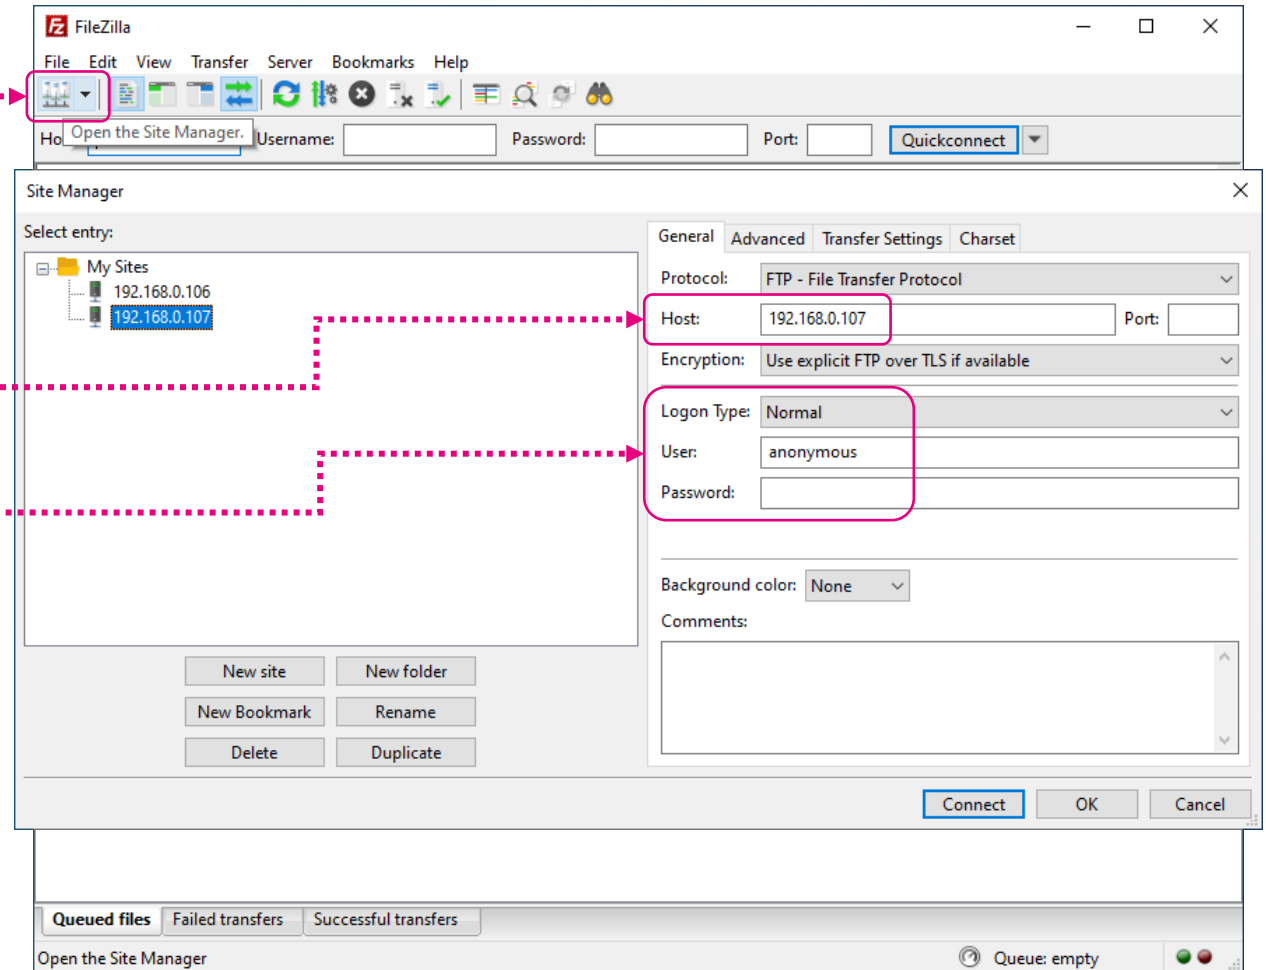 FileZilla
File Edit View Transfer Server Bookmarks Help
Open the Site Manager.
Ho Username: Password: Port: Quickconnect
Site Manager
Select entry:
My Sites
192.168.0.106
192.168.0.107
General Advanced Transfer Settings Charset
Protocol: FTP - File Transfer Protocol
Host: 192.168.0.107 Port:
Encryption: Use explicit FTP over TLS if available
Logon Type: Normal
User: anonymous
Password:
Background color: None
Comments:
New site New folder
New Bookmark Rename
Delete Duplicate
Connect OK Cancel
Queued files Failed transfers Successful transfers
Open the Site Manager Queue: empty